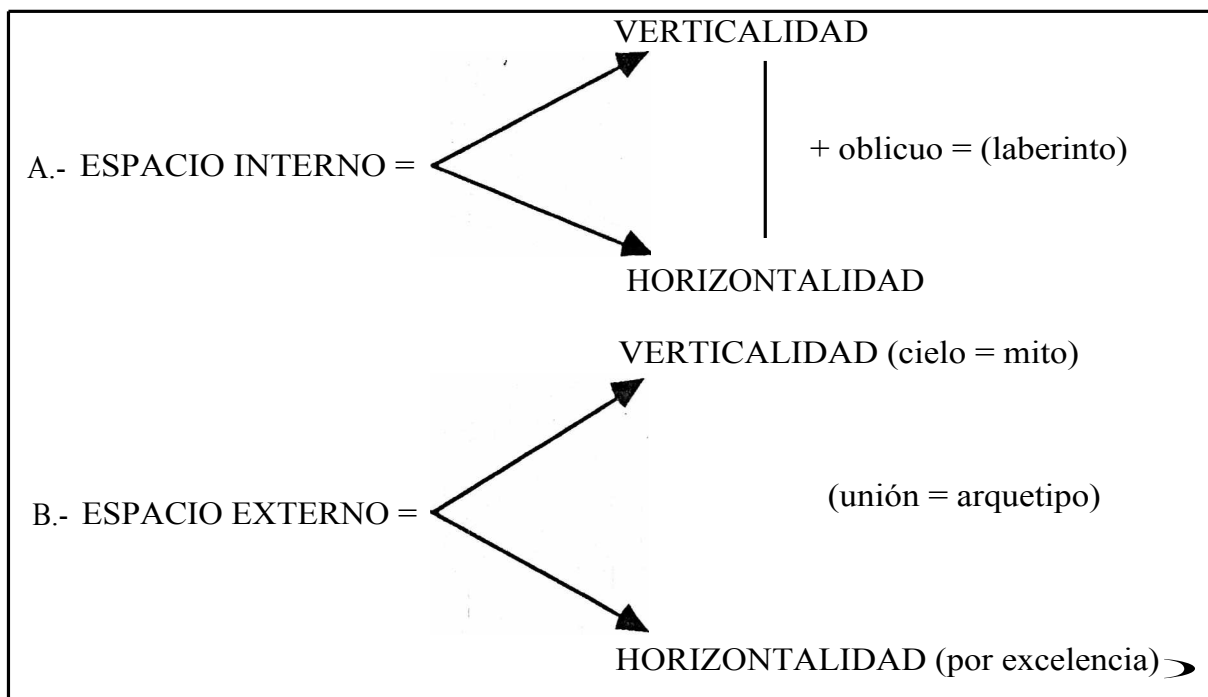 VERTICALIDAD
A.- ESPACIO INTERNO =
+ oblicuo = (laberinto)
HORIZONTALIDAD
VERTICALIDAD (cielo = mito)
B.- ESPACIO EXTERNO =
(unión = arquetipo)
HORIZONTALIDAD (por excelencia)